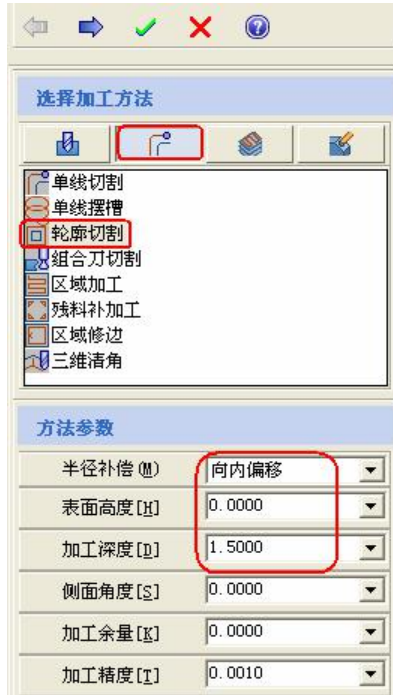 选择加工方法
单线切割
单线摆槽
轮廓切割
组合刀切割
区域加工
残料补加工
区域修边
三维清角
方法参数
半径补偿(M) 向内偏移
表面高度[H] 0.0000
加工深度[D] 1.5000
侧面角度[S] 0.0000
加工余量[K] 0.0000
加工精度[T] 0.0010